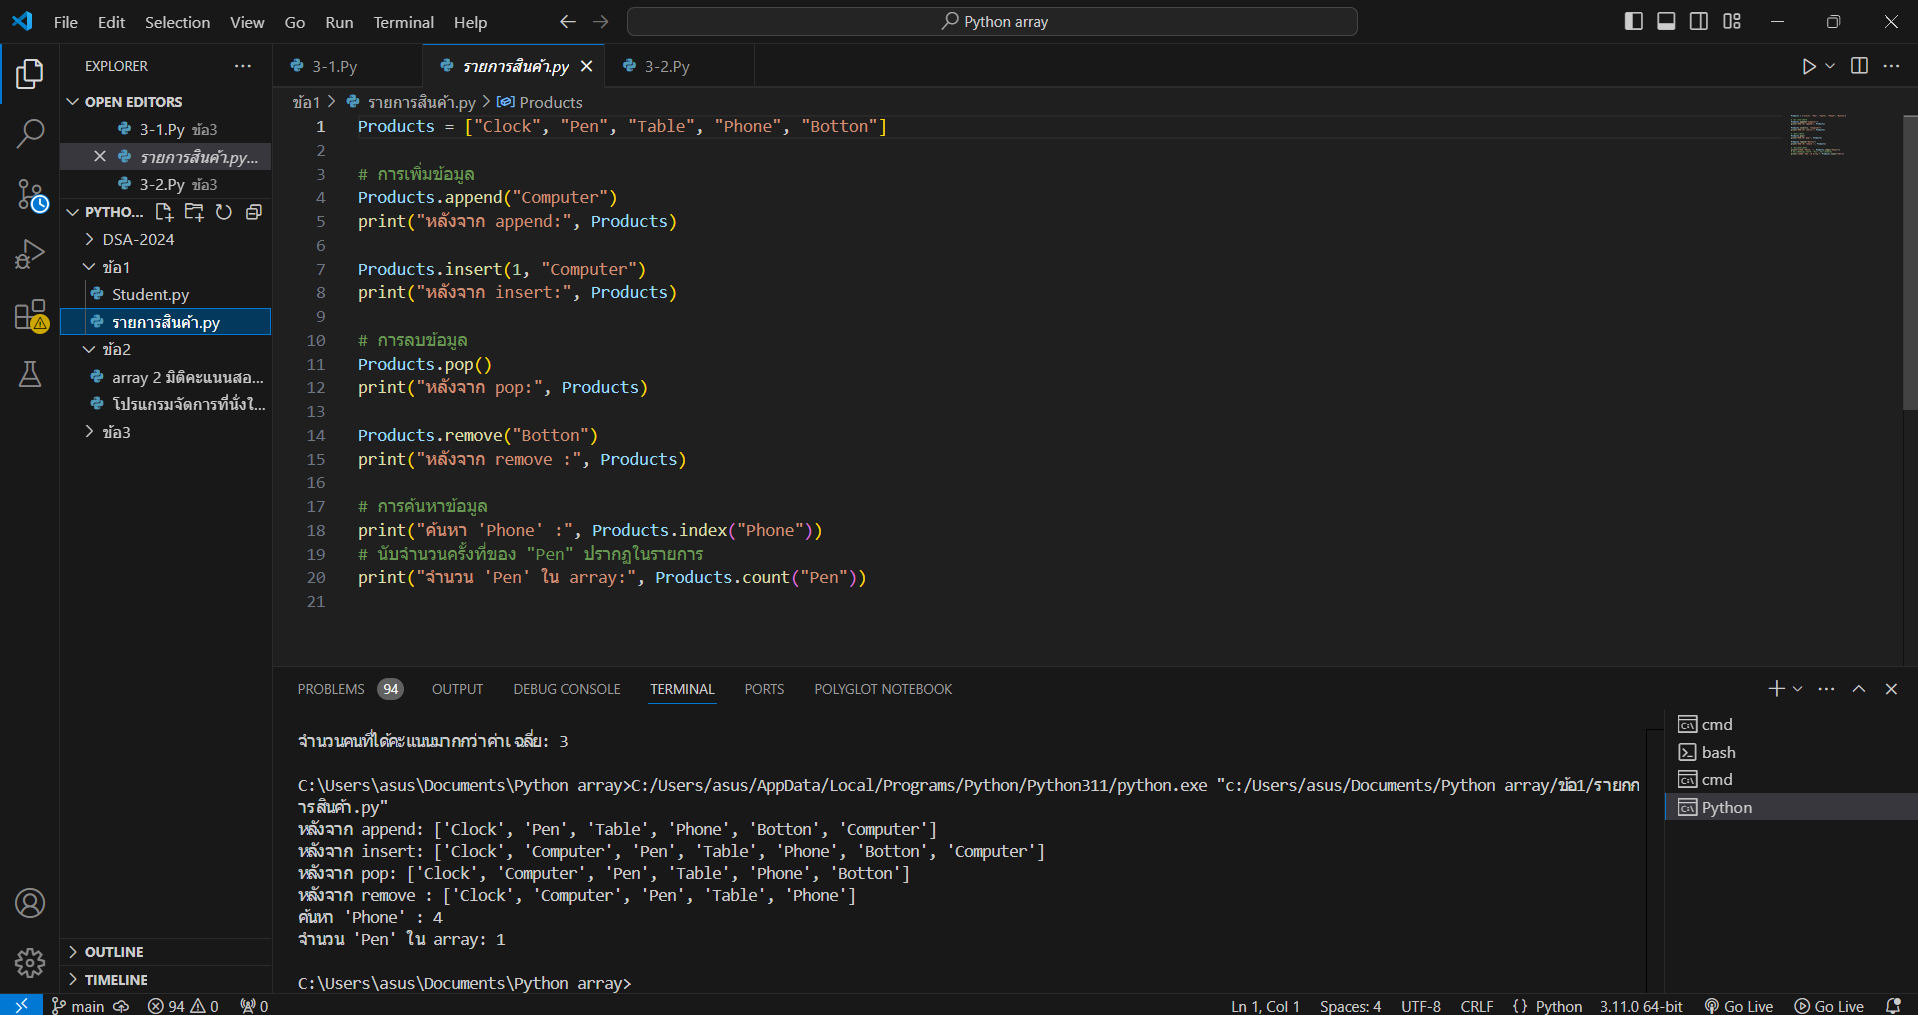 File Edit Selection View Go Run Terminal Help
Python array
EXPLORER
OPEN EDITORS
3-1.Py ข้อ3
รายการสินค้า.py...
3-2.Py ข้อ3
PYTHO...
DSA-2024
ข้อ1
Student.py
รายการสินค้า.py
ข้อ2
array 2 มิติคะแนนสอ...
โปรแกรมจัดการที่นั่งใ...
ข้อ3
OUTLINE
TIMELINE
3-1.Py รายการสินค้า.py 3-2.Py
ข้อ1 > รายการสินค้า.py > Products
1 Products = ["Clock", "Pen", "Table", "Phone", "Botton"]
2
3 # การเพิ่มข้อมูล
4 Products.append("Computer")
5 print("หลังจาก append:", Products)
6
7 Products.insert(1, "Computer")
8 print("หลังจาก insert:", Products)
9
10 # การลบข้อมูล
11 Products.pop()
12 print("หลังจาก pop:", Products)
13
14 Products.remove("Botton")
15 print("หลังจาก remove :", Products)
16
17 # การค้นหาข้อมูล
18 print("ค้นหา 'Phone' :", Products.index("Phone"))
19 # นับจำนวนครั้งที่ของ "Pen" ปรากฏในรายการ
20 print("จำนวน 'Pen' ใน array:", Products.count("Pen"))
21
PROBLEMS 94 OUTPUT DEBUG CONSOLE TERMINAL PORTS POLYGLOT NOTEBOOK
จำนวนคนที่ได้คะแนนมากกว่าค่าเฉลี่ย: 3
C:\Users\asus\Documents\Python array>C:/Users/asus/AppData/Local/Programs/Python/Python311/python.exe "c:/Users/asus/Documents/Python array/ข้อ1/รายกก
ารสินค้า.py"
หลังจาก append: ['Clock', 'Pen', 'Table', 'Phone', 'Botton', 'Computer']
หลังจาก insert: ['Clock', 'Computer', 'Pen', 'Table', 'Phone', 'Botton', 'Computer']
หลังจาก pop: ['Clock', 'Computer', 'Pen', 'Table', 'Phone', 'Botton']
หลังจาก remove : ['Clock', 'Computer', 'Pen', 'Table', 'Phone']
ค้นหา 'Phone' : 4
จำนวน 'Pen' ใน array: 1
C:\Users\asus\Documents\Python array>
cmd
bash
cmd
Python
main 94 0 0 Ln 1, Col 1 Spaces: 4 UTF-8 CRLF {} Python 3.11.0 64-bit Go Live Go Live